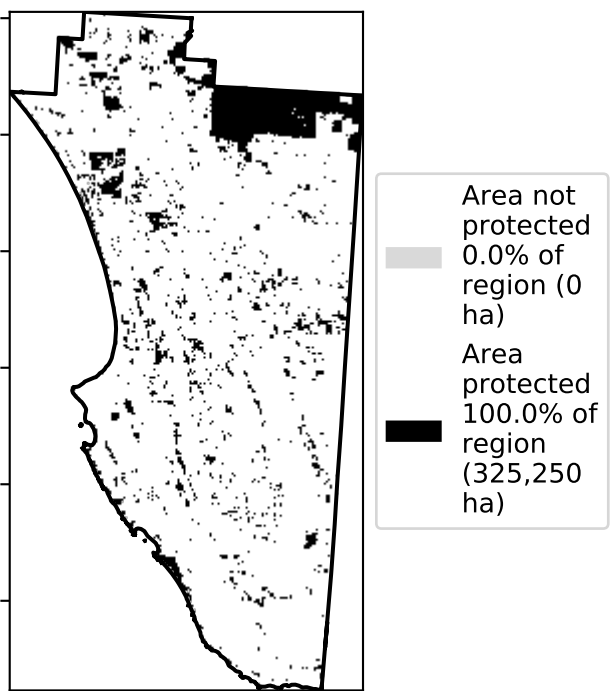 Area not
protected
0.0% of
region (0
ha)
Area
protected
100.0% of
region
(325,250
ha)